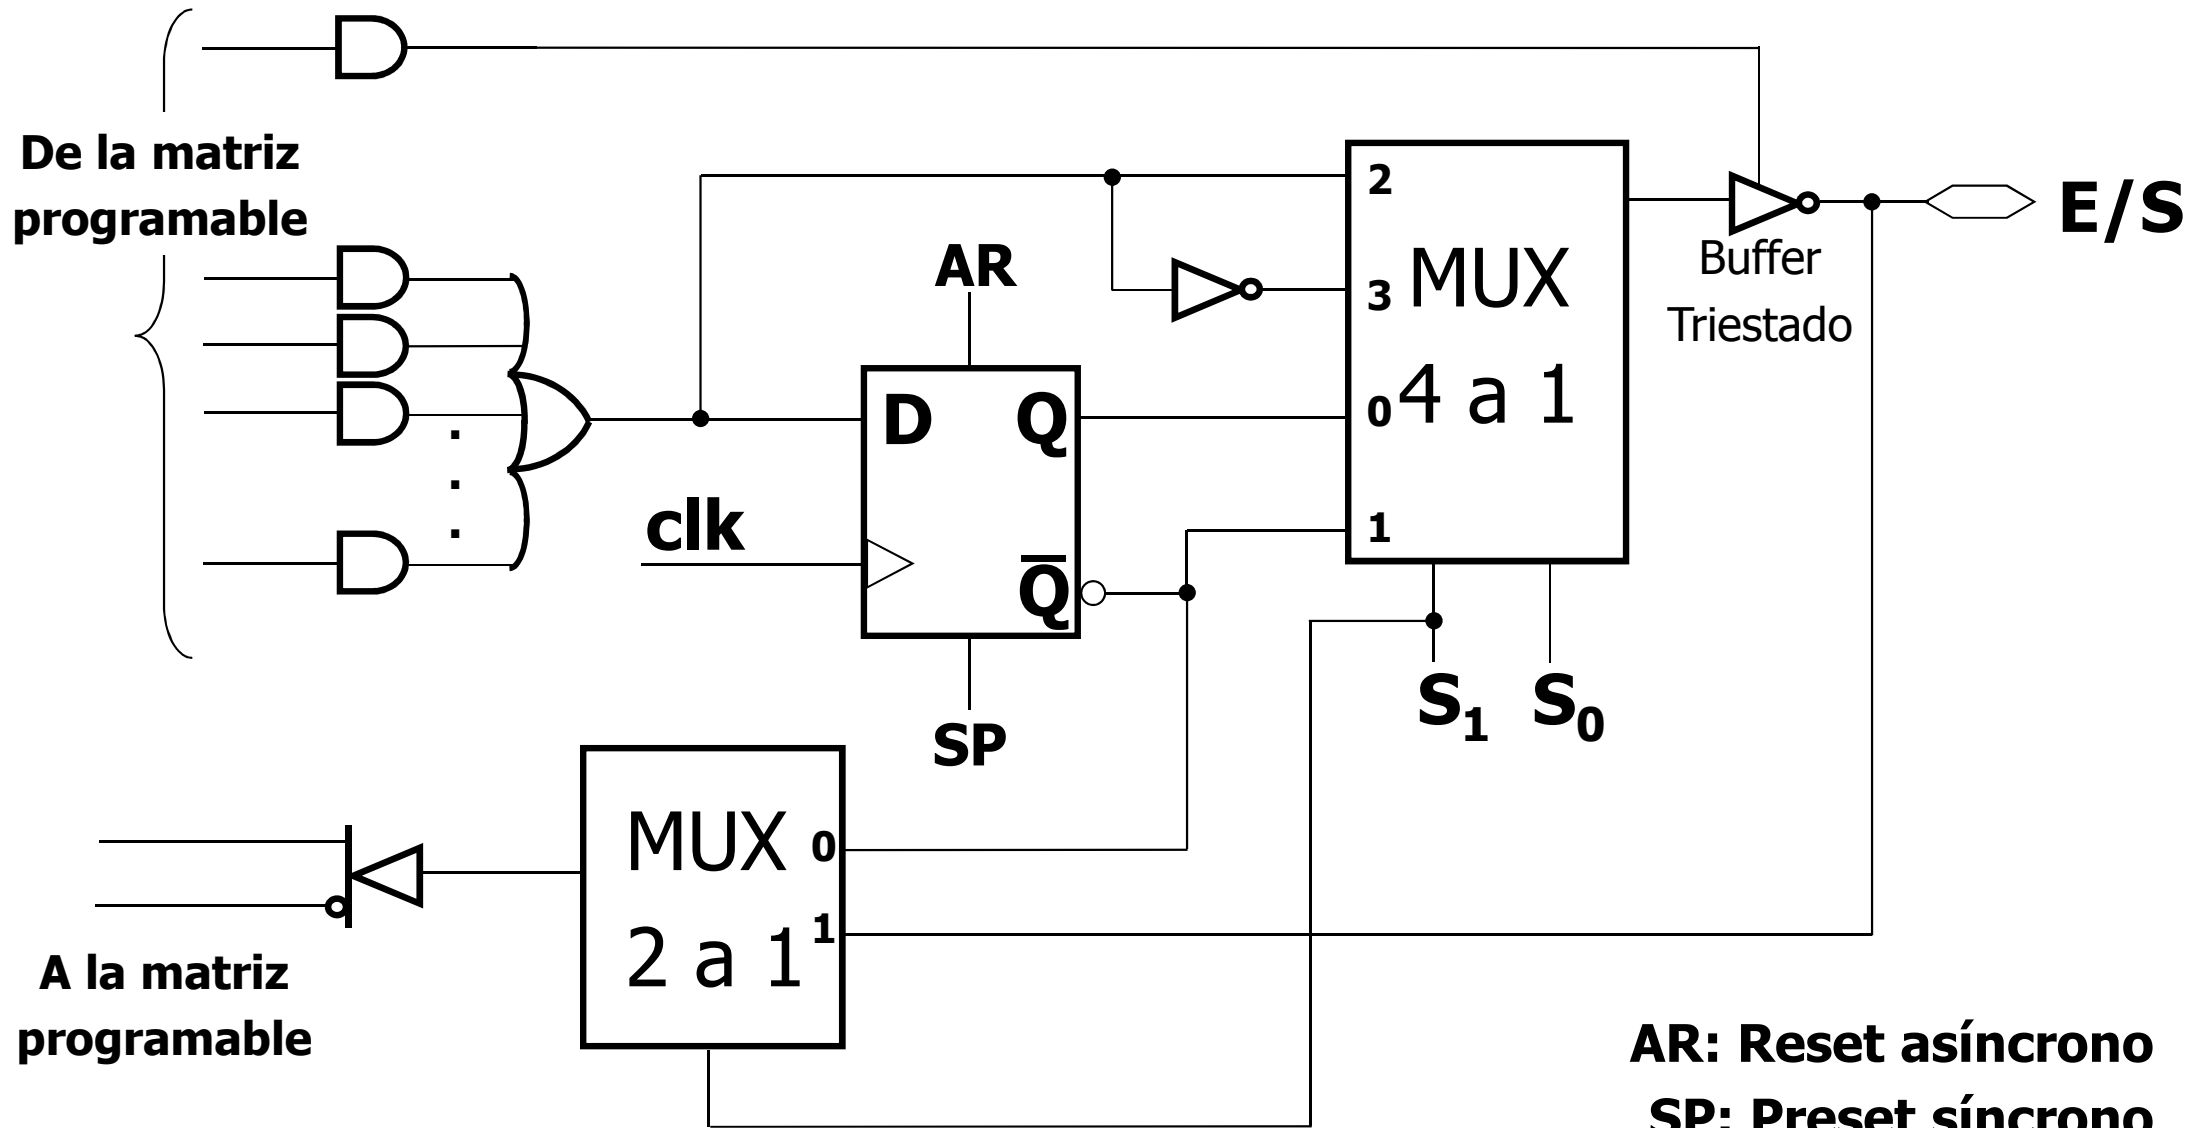 De la matriz
programable
2
E/S
Buffer
Triestado
AR
3
MUX
4 a 1
0
D
Q
.
.
.
clk
1
Q̅
S1
S0
SP
MUX
2 a 1
0
1
A la matriz
programable
AR: Reset asíncrono
SP: Preset síncrono